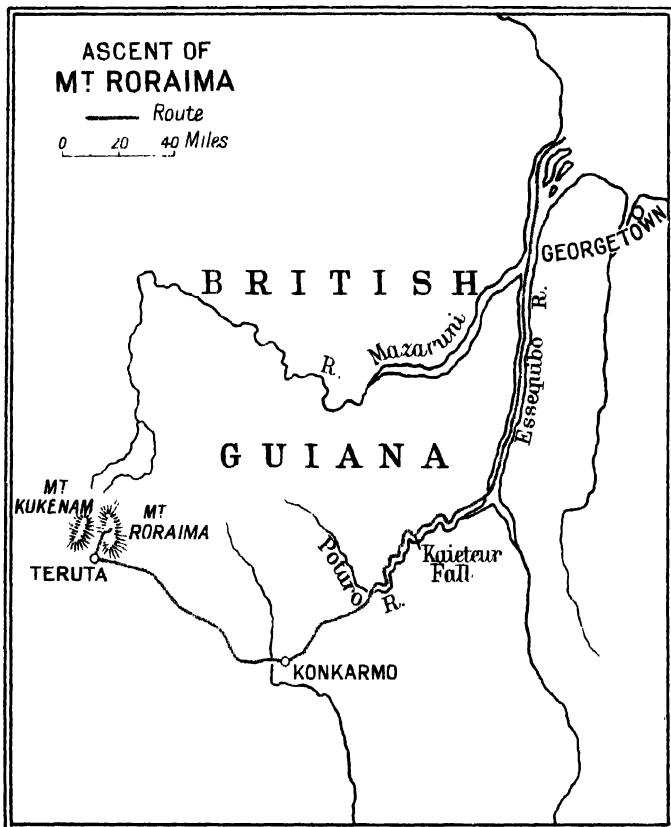 ASCENT OF
MT RORAIMA
Route
0 20 40 Miles
GEORGETOWN
BRITISH
R. Mazaruni
Essequibo R.
GUIANA
MT
KUKENAM
MT
RORAIMA
TERUTA
Potaro R.
Kaieteur
Fall
KONKARMO